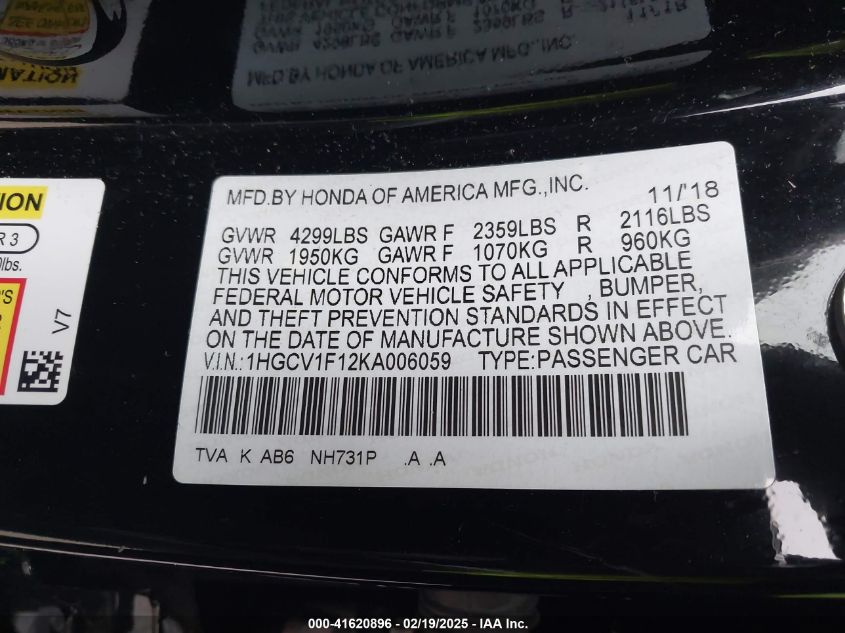 MFD BY HONDA OF AMERICA MFG.,INC.
MFD.BY HONDA OF AMERICA MFG.,INC. 11/'18
GVWR 4299LBS GAWR F 2359LBS R 2116LBS
GVWR 1950KG GAWR F 1070KG R 960KG
THIS VEHICLE CONFORMS TO ALL APPLICABLE
FEDERAL MOTOR VEHICLE SAFETY , BUMPER,
AND THEFT PREVENTION STANDARDS IN EFFECT
ON THE DATE OF MANUFACTURE SHOWN ABOVE.
V.I.N.:1HGCV1F12KA006059 TYPE:PASSENGER CAR
TVA K AB6 NH731P .A .A
R 3
lbs.
V7
000-41620896 - 02/19/2025 - IAA Inc.